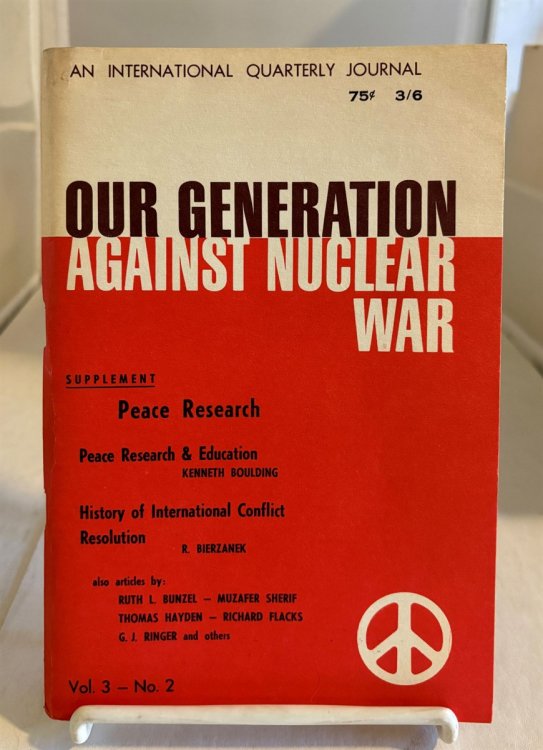 AN INTERNATIONAL QUARTERLY JOURNAL
75¢ 3/6
OUR GENERATION
AGAINST NUCLEAR
WAR
SUPPLEMENT
Peace Research
Peace Research & Education
KENNETH BOULDING
History of International Conflict
Resolution
R. BIERZANEK
also articles by:
RUTH L. BUNZEL — MUZAFER SHERIF
THOMAS HAYDEN — RICHARD FLACKS
G. J. RINGER and others
Vol. 3 — No. 2